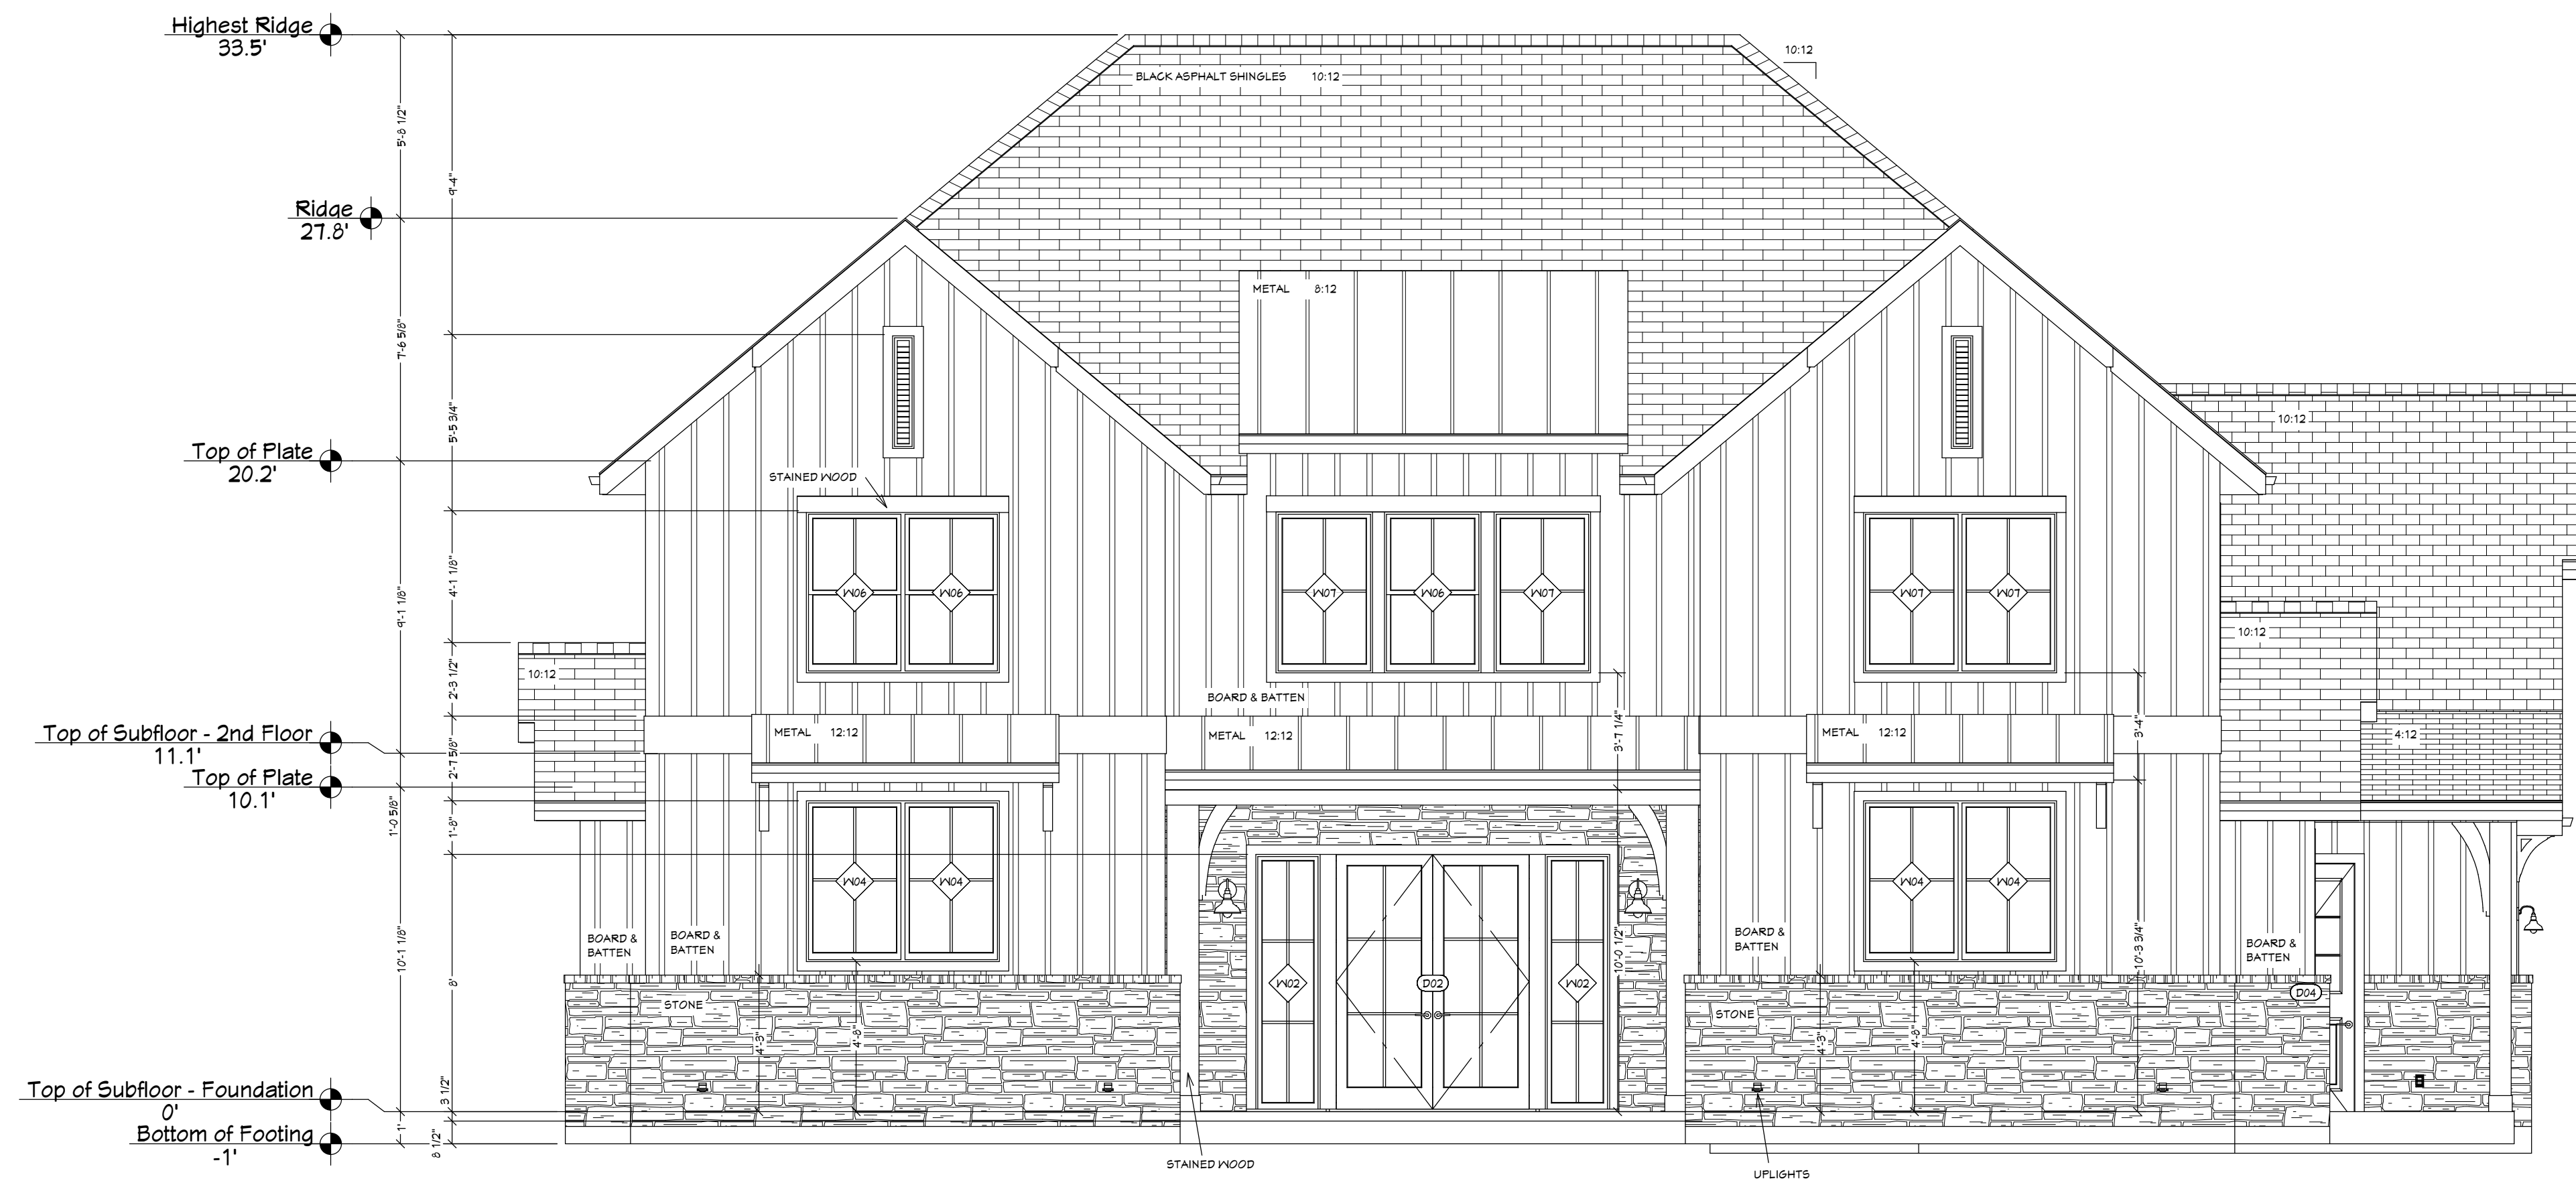 Highest Ridge
33.5'
10:12
BLACK ASPHALT SHINGLES 10:12
5'-8 1/2"
9'-4"
Ridge
27.8'
METAL 8:12
7'-6 5/8"
5'-5 3/4"
10:12
Top of Plate
20.2'
STAINED WOOD
4'-1 1/8"
9'-1 1/8"
W06
W06
W07
W06
W07
W07
W07
10:12
10:12
2'-3 1/2"
BOARD & BATTEN
3'-7 1/4"
3'-4"
Top of Subfloor - 2nd Floor
11.1'
METAL 12:12
METAL 12:12
METAL 12:12
4:12
2'-7 5/8"
Top of Plate
10.1'
1'-0 5/8"
1'-8"
W04
W04
W04
W04
BOARD &
BATTEN
BOARD &
BATTEN
BOARD &
BATTEN
BOARD &
BATTEN
10'-1 1/8"
8'
10'-0 1/2"
10'-3 3/4"
W02
D02
W02
D04
STONE
STONE
4'-3"
4'-8"
4'-3"
4'-8"
Top of Subfloor - Foundation
0'
3 1/2"
1'
Bottom of Footing
-1'
8 1/2"
STAINED WOOD
UPLIGHTS